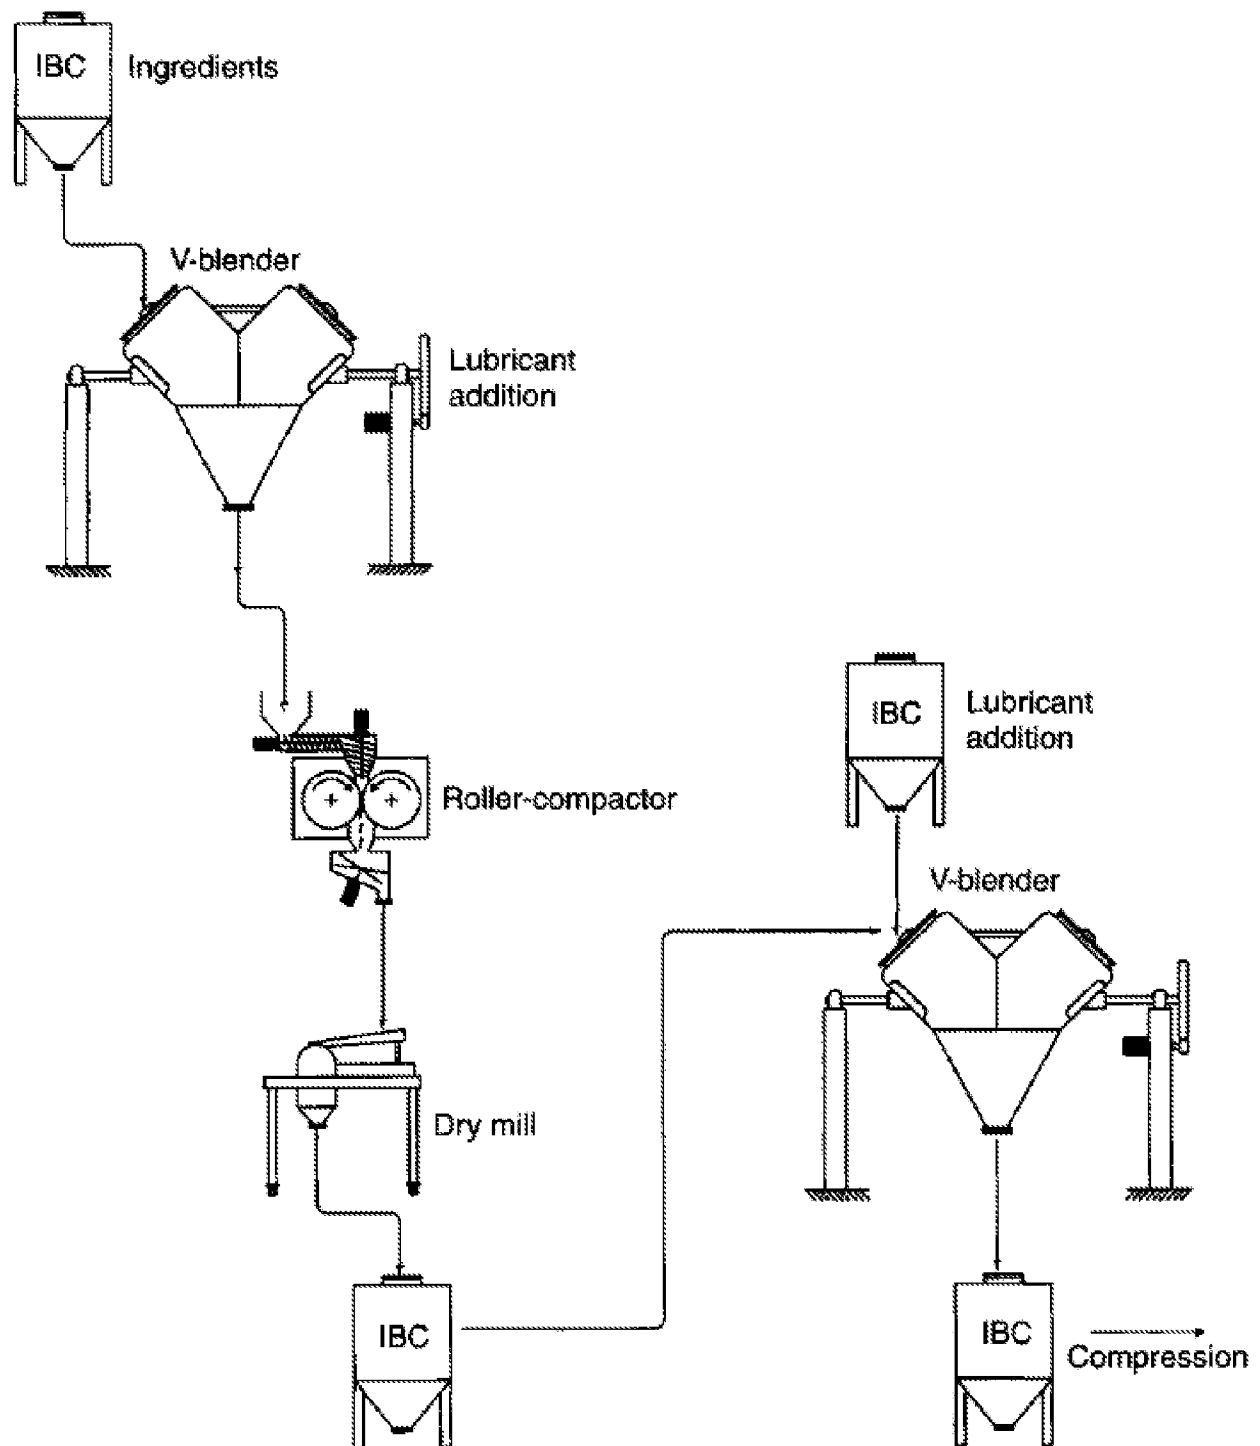 IBC
Ingredients
V-blender
Lubricant
addition
Roller-compactor
Dry mill
IBC
IBC
Lubricant
addition
V-blender
IBC
Compression